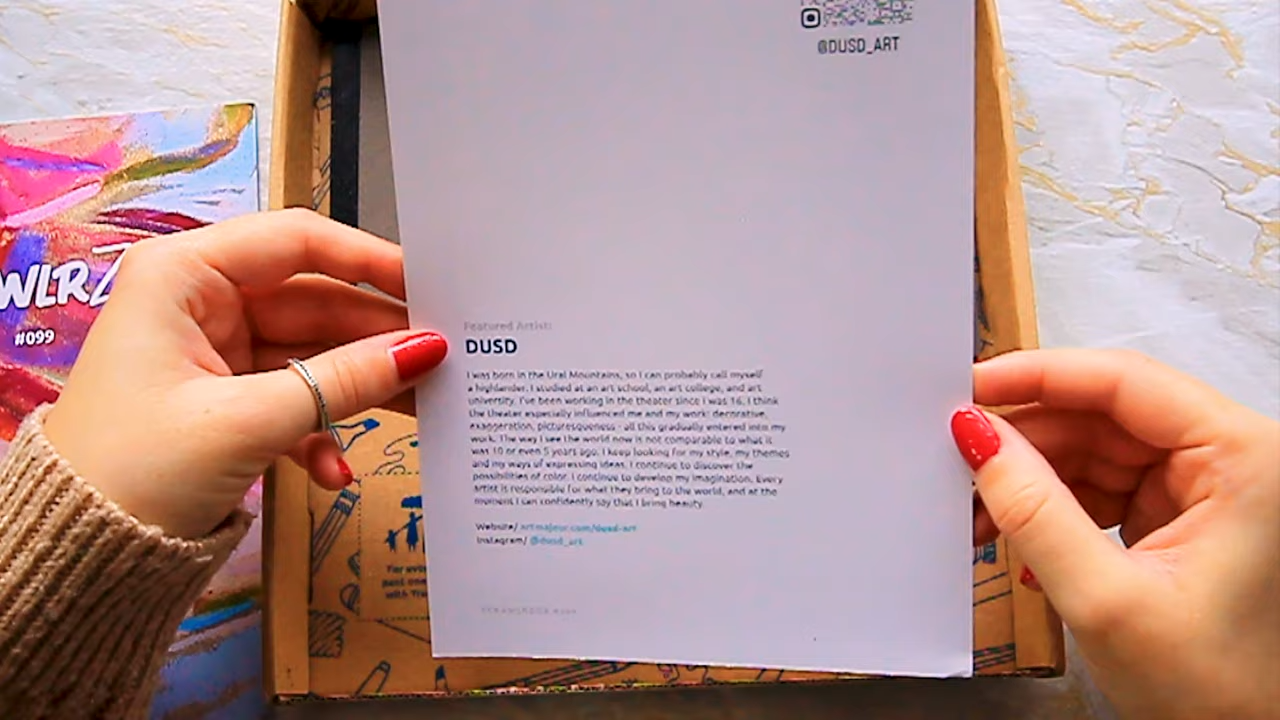 @DUSD_ART
WLRZ
#099
Featured Artist:
DUSD
I was born in the Ural Mountains, so I can probably call myself
a highlander. I studied at an art school, an art college, and art
university. I've been working in the theater since I was 16. I think
the theater especially influenced me and my work: decorative,
exaggeration, picturesqueness - all this gradually entered into my
work. The way I see the world now is not comparable to what it
was 10 or even 5 years ago. I keep looking for my style, my themes
and my ways of expressing ideas. I continue to discover the
possibilities of color. I continue to develop my imagination. Every
artist is responsible for what they bring to the world, and at the
moment I can confidently say that I bring beauty.
Website/ artmajeur.com/dusd-art
Instagram/ @dusd_art
For ever
with Tre